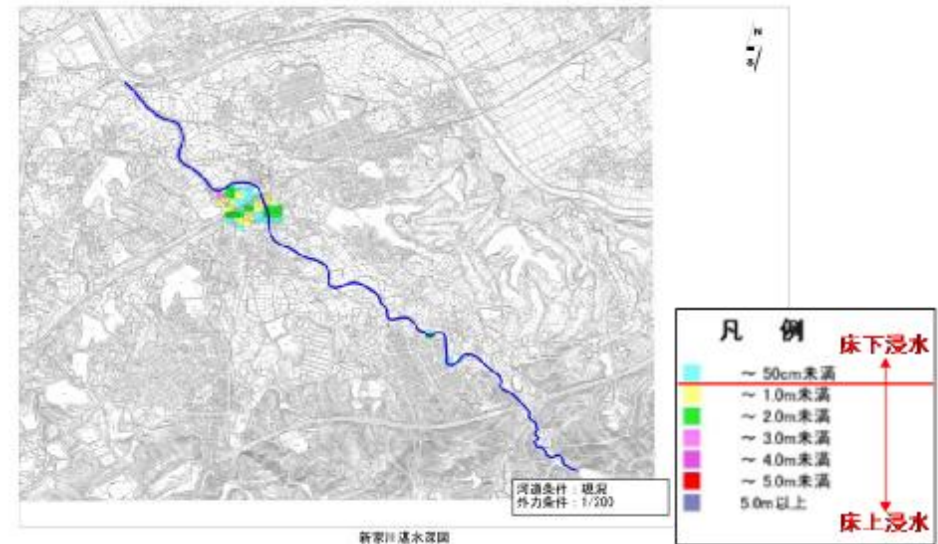 N
S
凡 例
床下浸水
~ 50cm未満
~ 1.0m未満
~ 2.0m未満
~ 3.0m未満
~ 4.0m未満
~ 5.0m未満
5.0m以上
床上浸水
河道条件:現況
外力条件:1/200
新家川湛水深図